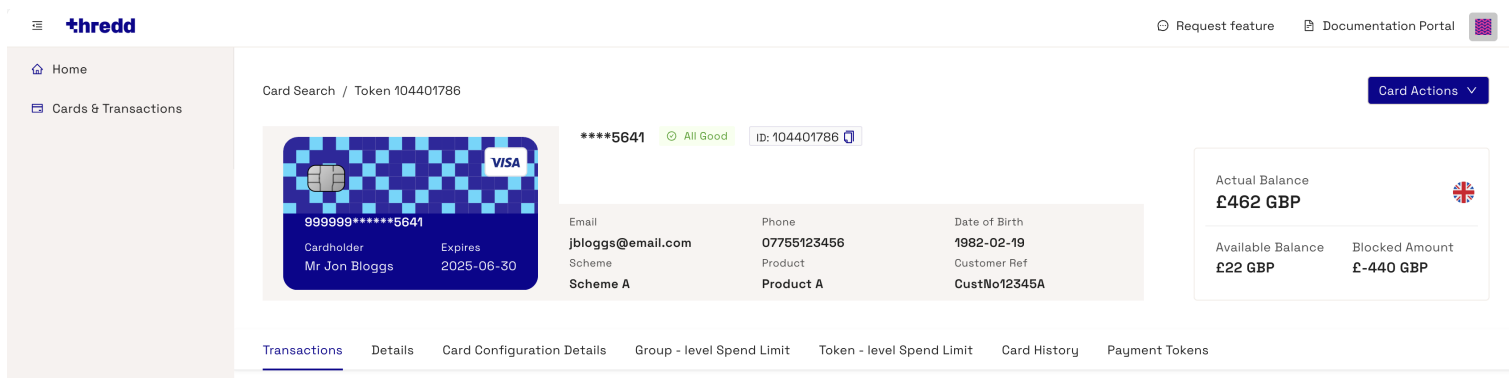 thredd
Request feature
Documentation Portal
Home
Cards & Transactions
Card Search / Token 104401786
Card Actions
VISA
999999******5641
Cardholder Expires
Mr Jon Bloggs 2025-06-30
****5641 All Good ID: 104401786
Email Phone Date of Birth
jbloggs@email.com 07755123456 1982-02-19
Scheme Product Customer Ref
Scheme A Product A CustNo12345A
Actual Balance
£462 GBP
Available Balance Blocked Amount
£22 GBP £-440 GBP
Transactions Details Card Configuration Details Group - level Spend Limit Token - level Spend Limit Card History Payment Tokens